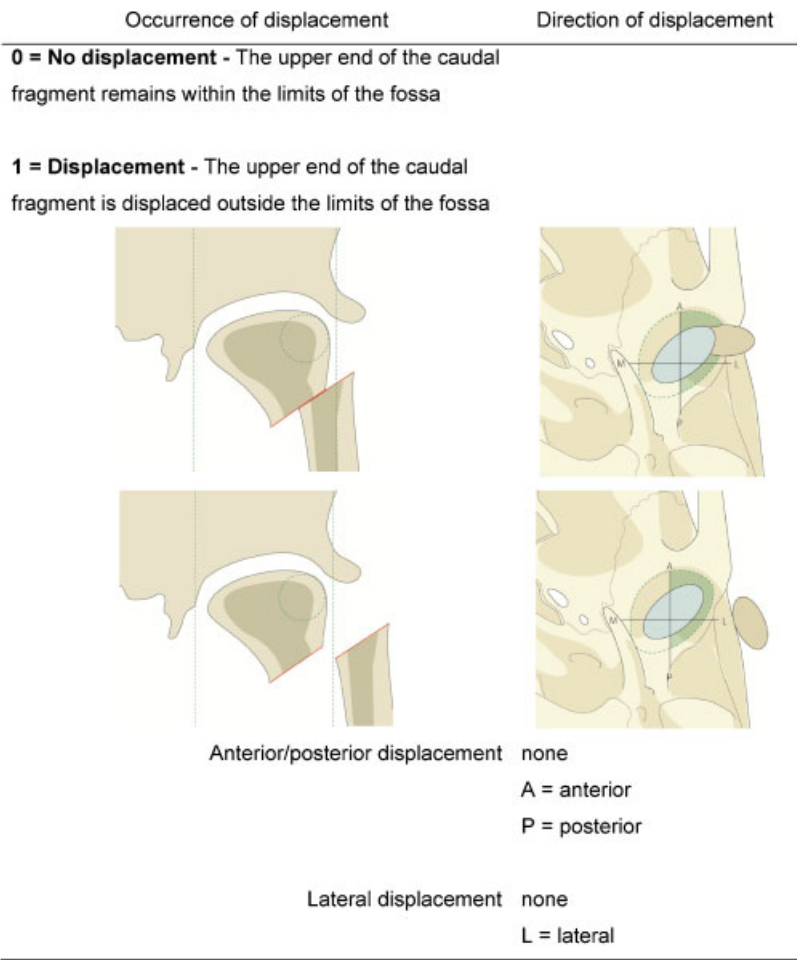 Occurrence of displacement Direction of displacement
0 = No displacement - The upper end of the caudal
fragment remains within the limits of the fossa
1 = Displacement - The upper end of the caudal
fragment is displaced outside the limits of the fossa
A
M L
P
A
M L
P
Anterior/posterior displacement none
A = anterior
P = posterior
Lateral displacement none
L = lateral